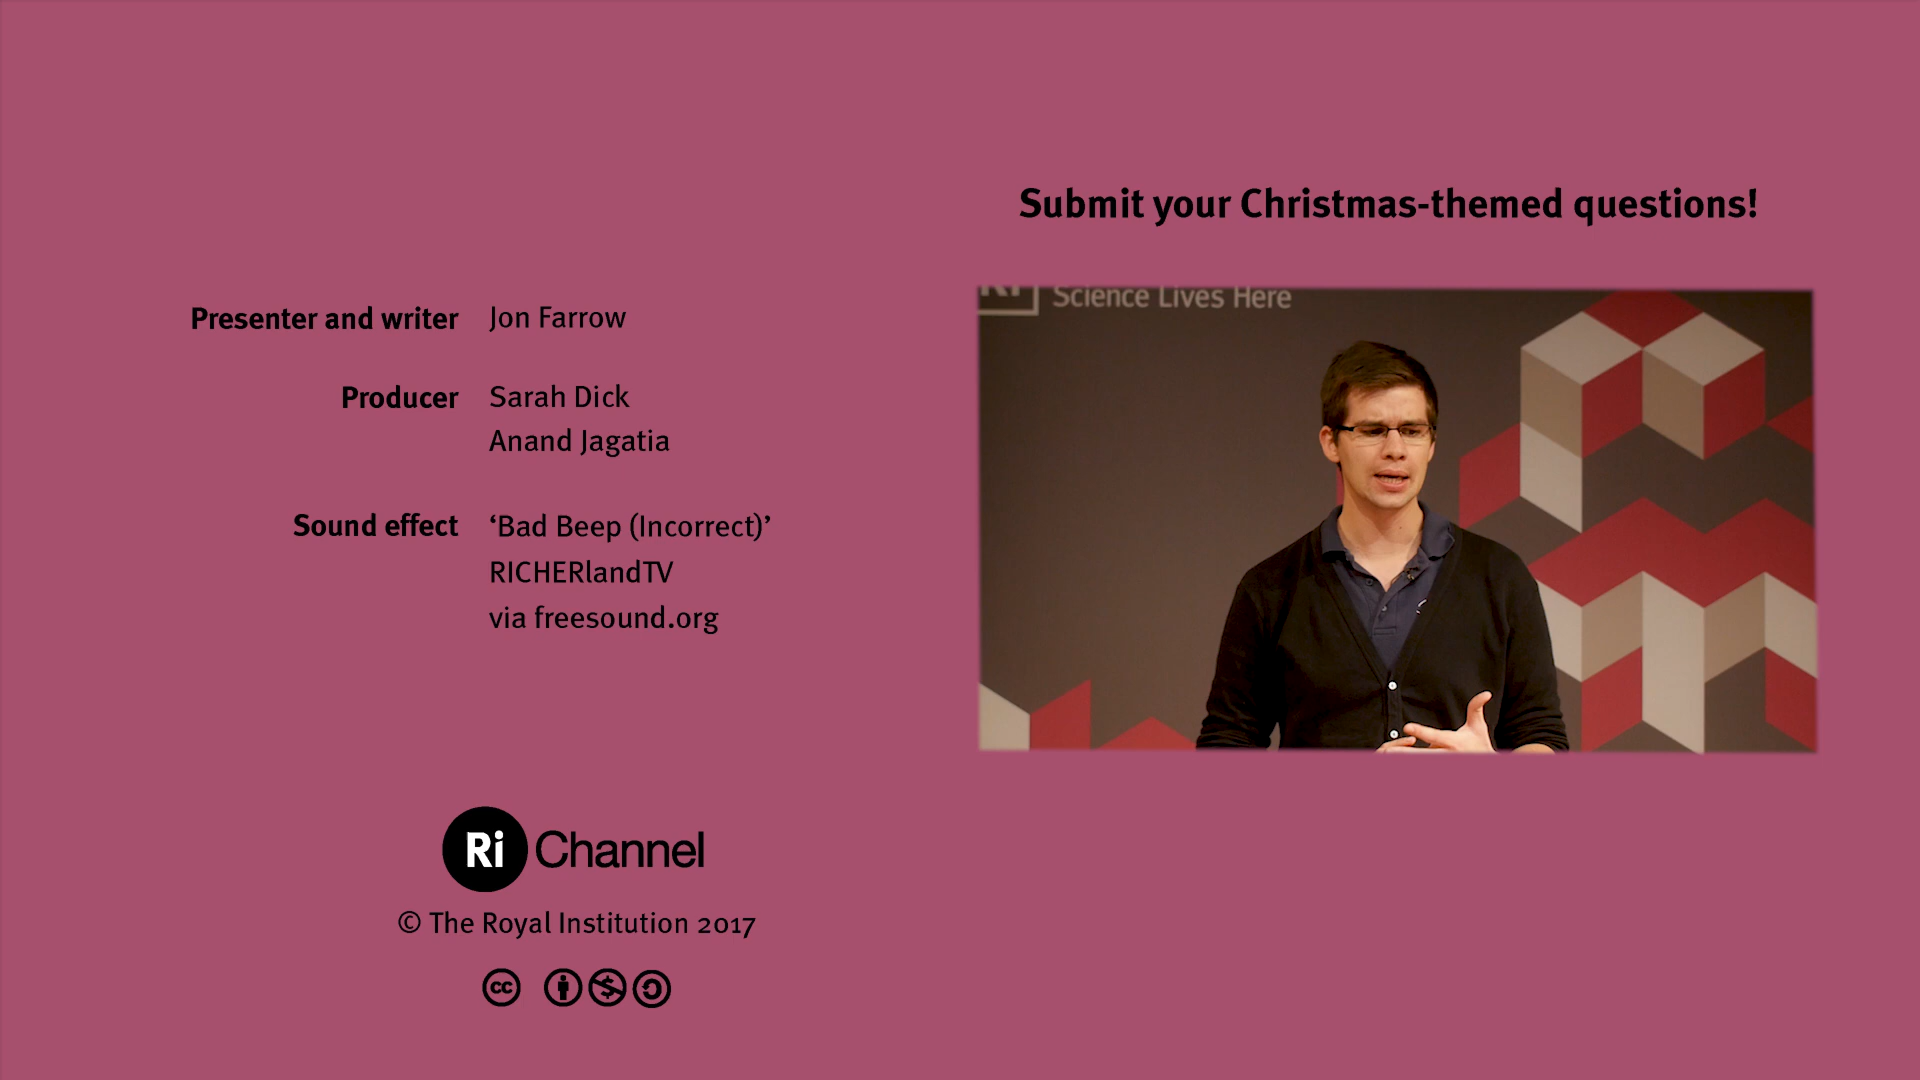 Submit your Christmas-themed questions!
Science Lives Here
Presenter and writer Jon Farrow
Producer Sarah Dick
Anand Jagatia
Sound effect ‘Bad Beep (Incorrect)’
RICHERlandTV
via freesound.org
Ri Channel
© The Royal Institution 2017
cc